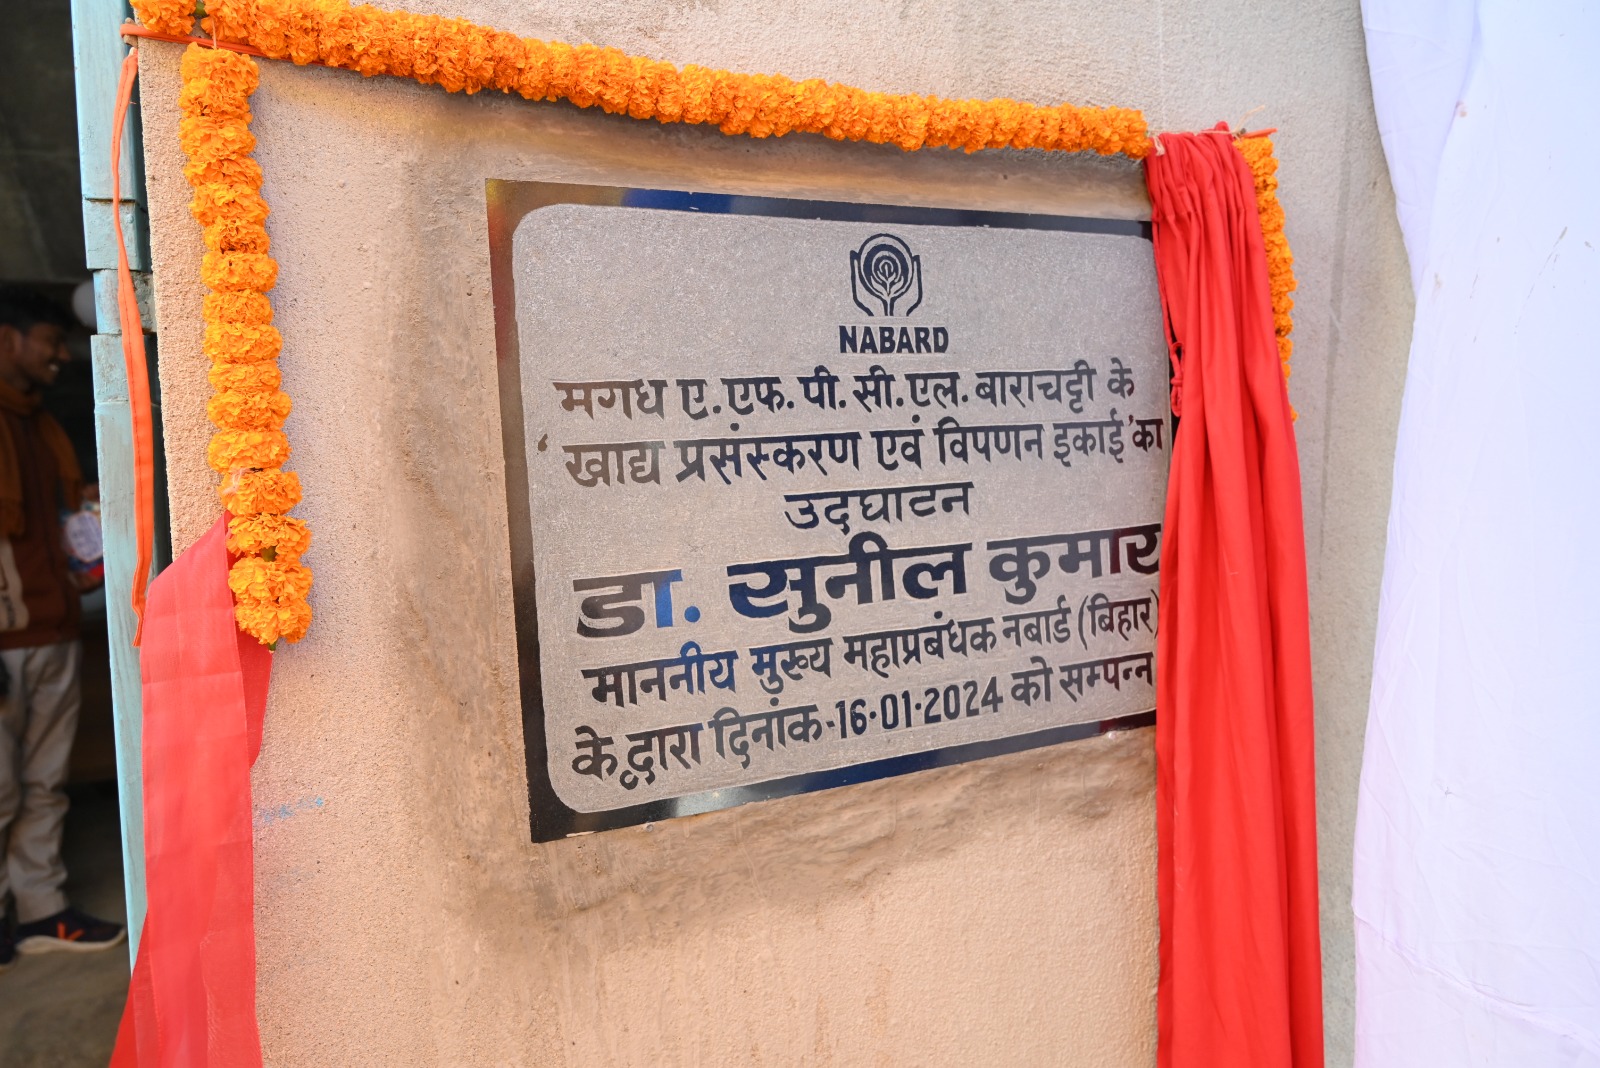 NABARD
मगध ए.एफ.पी.सी.एल. बाराचट्टी के
‘खाद्य प्रसंस्करण एवं विपणन इकाई’का
उद्घाटन
डा. सुनील कुमार
माननीय मुख्य महाप्रबंधक नबार्ड (बिहार)
के द्वारा दिनांक-16.01.2024 को सम्पन्न